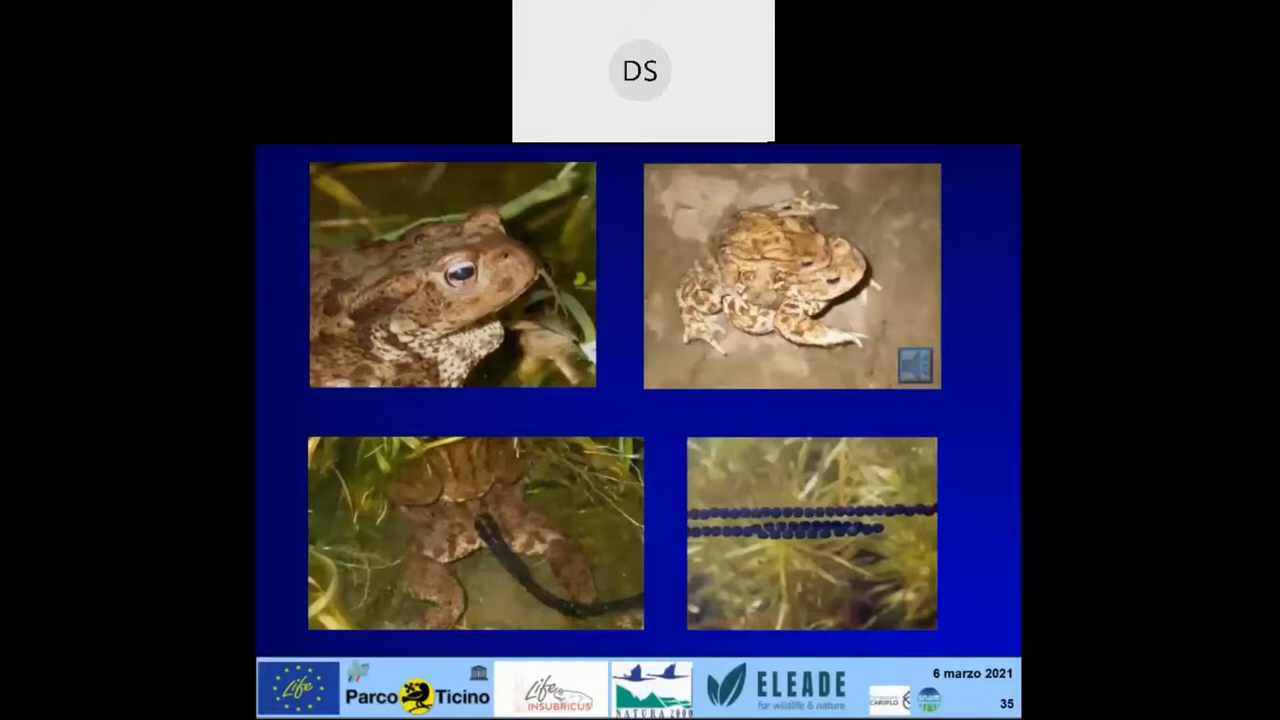 DS
Life
Parco Ticino
Life
INSUBRICUS
NATURA 2000
ELEADE
for wildlife & nature
CARIPLO
snam
6 marzo 2021
35